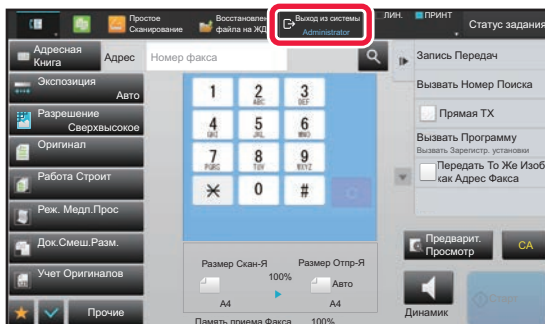 Простое
Сканирование
Восстановлен
файла на ЖД
Выход из системы
Administrator
ЛИН.
ПРИНТ
Статус задания
Адресная
Книга
Адрес
Номер факса
Экспозиция
Авто
Разрешение
Сверхвысокое
Оригинал
Работа Строит
Реж. Медл.Прос
Док.Смеш.Разм.
Учет Оригиналов
Прочие
1 2 3
ABC DEF
4 5 6
GHI JKL MNO
7 8 9
PQRS TUV WXYZ
0 #
Размер Скан-Я
Размер Отпр-Я
100%
Авто
A4
A4
Память приема Факса 100%
Запись Передач
Вызвать Номер Поиска
Прямая TX
Вызвать Программу
Вызвать Зарегистр. установки
Передать То Же Изоб
как Адрес Факса
Предварит.
Просмотр
CA
Динамик
Старт